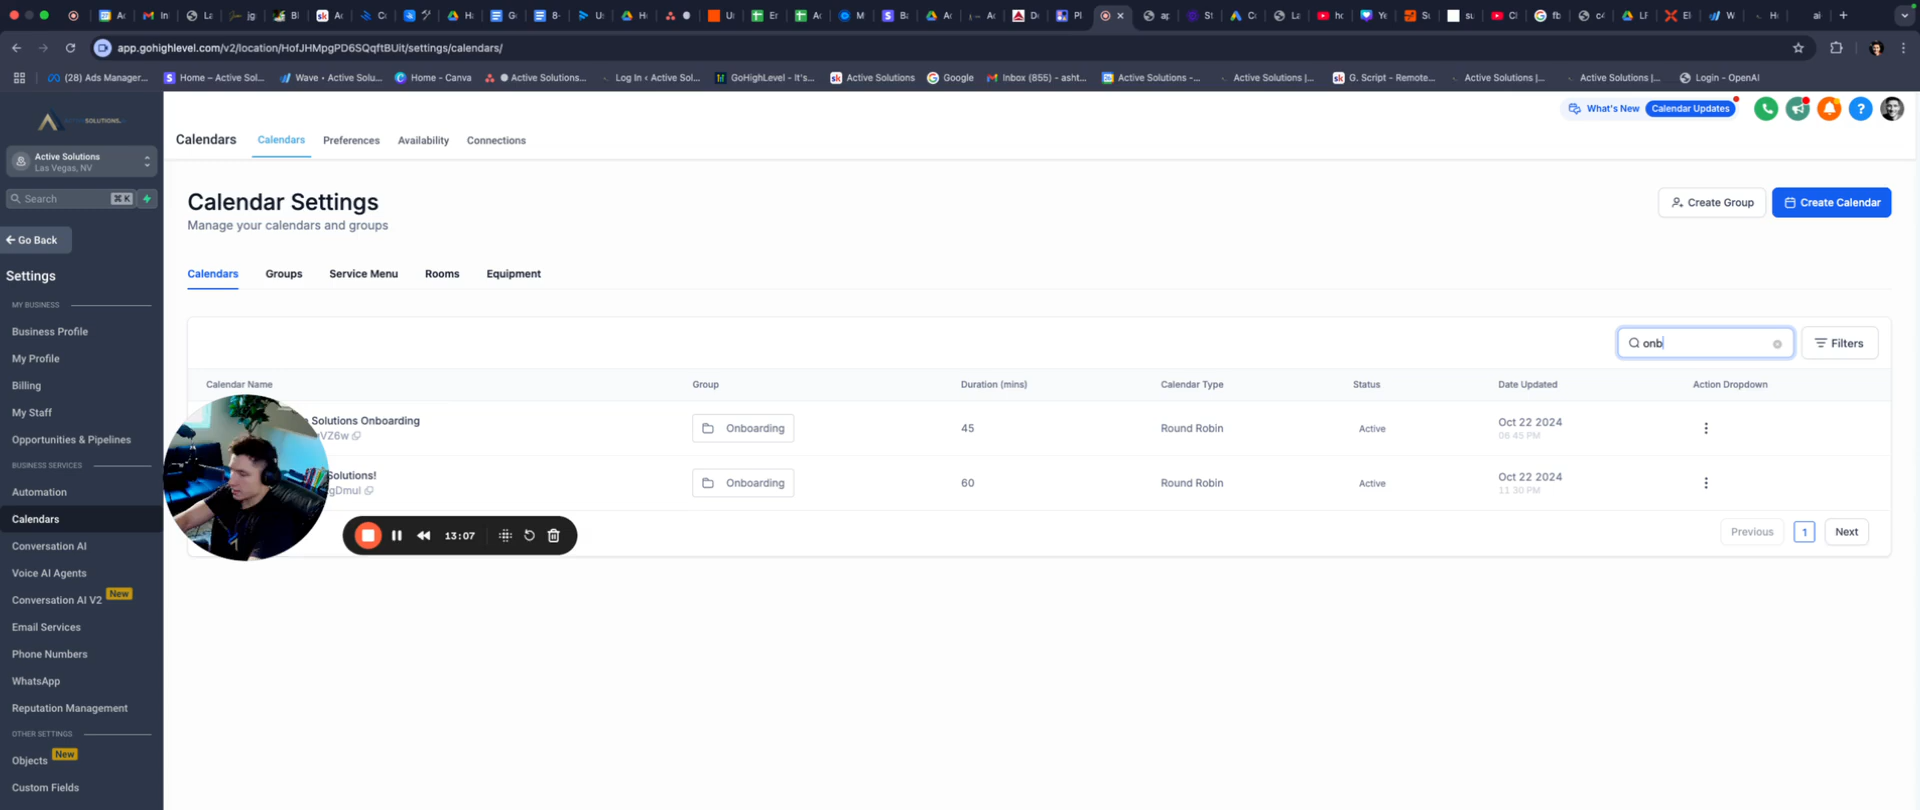 app.gohighlevel.com/v2/location/HofJHMpgPD6SQqftBUit/settings/calendars/
(28) Ads Manager...
Home – Active Sol...
Wave • Active Solu...
Home - Canva
Active Solutions...
Log In ‹ Active Sol...
GoHighLevel - It's...
Active Solutions
Google
Inbox (855) - asht...
Active Solutions -...
Active Solutions |...
G. Script - Remote...
Active Solutions |...
Active Solutions |...
Login - OpenAI
What's New
Calendar Updates
Active Solutions
Las Vegas, NV
Search
⌘ K
Go Back
Settings
MY BUSINESS
Business Profile
My Profile
Billing
My Staff
Opportunities & Pipelines
BUSINESS SERVICES
Automation
Calendars
Conversation AI
Voice AI Agents
Conversation AI V2 New
Email Services
Phone Numbers
WhatsApp
Reputation Management
OTHER SETTINGS
Objects New
Custom Fields
Calendars
Calendars Preferences Availability Connections
Calendar Settings
Manage your calendars and groups
Create Group
Create Calendar
Calendars Groups Service Menu Rooms Equipment
onb
Filters
Calendar Name Group Duration (mins) Calendar Type Status Date Updated Action Dropdown
Solutions Onboarding
VZ6w
Onboarding 45 Round Robin Active Oct 22 2024
06:45 PM
Solutions!
gDmuI
Onboarding 60 Round Robin Active Oct 22 2024
11:30 PM
Previous 1 Next
13:07